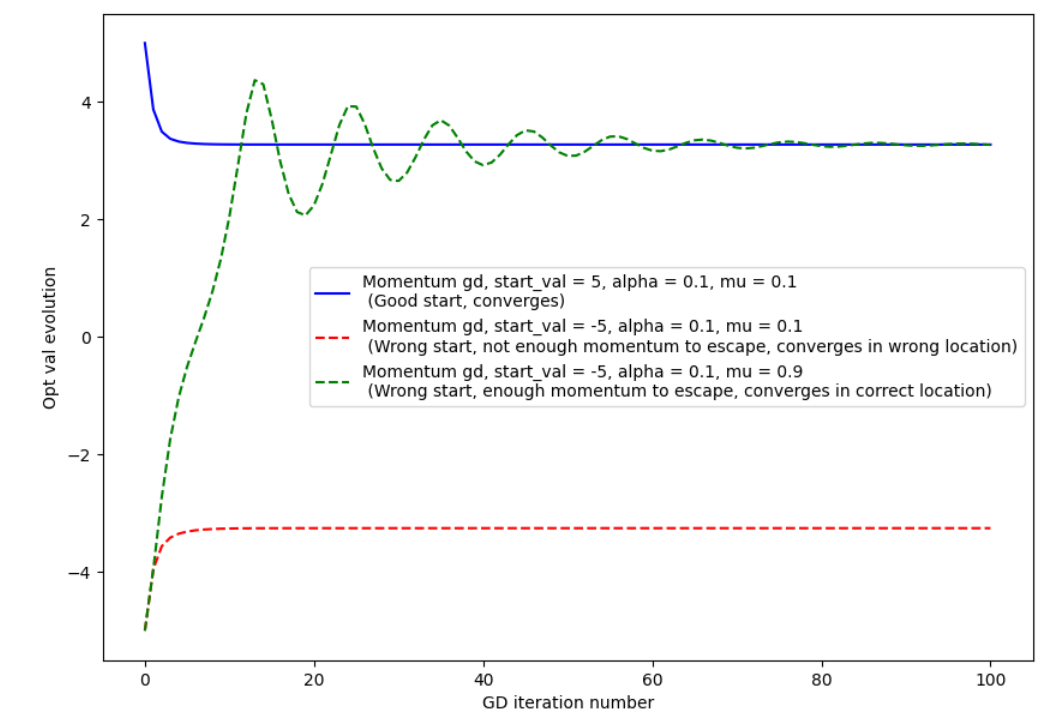 4
2
0
−2
−4
Opt val evolution
Momentum gd, start_val = 5, alpha = 0.1, mu = 0.1
(Good start, converges)
Momentum gd, start_val = -5, alpha = 0.1, mu = 0.1
(Wrong start, not enough momentum to escape, converges in wrong location)
Momentum gd, start_val = -5, alpha = 0.1, mu = 0.9
(Wrong start, enough momentum to escape, converges in correct location)
0 20 40 60 80 100
GD iteration number